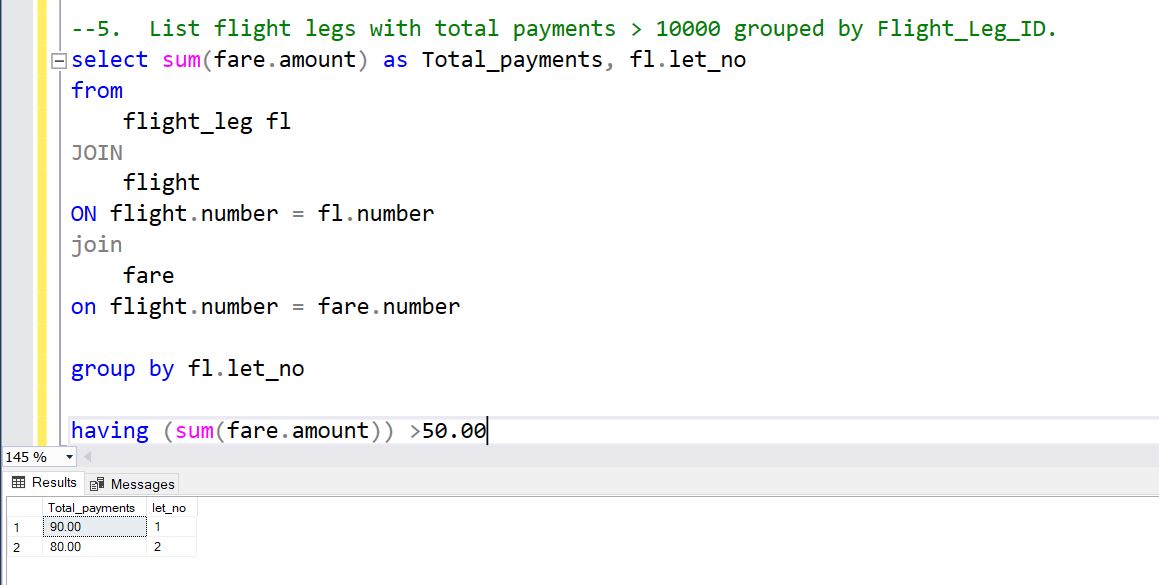 --5.  List flight legs with total payments > 10000 grouped by Flight_Leg_ID.
select sum(fare.amount) as Total_payments, fl.let_no
from
    flight_leg fl
JOIN
    flight
ON flight.number = fl.number
join
    fare
on flight.number = fare.number
group by fl.let_no
having (sum(fare.amount)) >50.00
145 %
Results Messages
Total_payments let_no
1 90.00 1
2 80.00 2